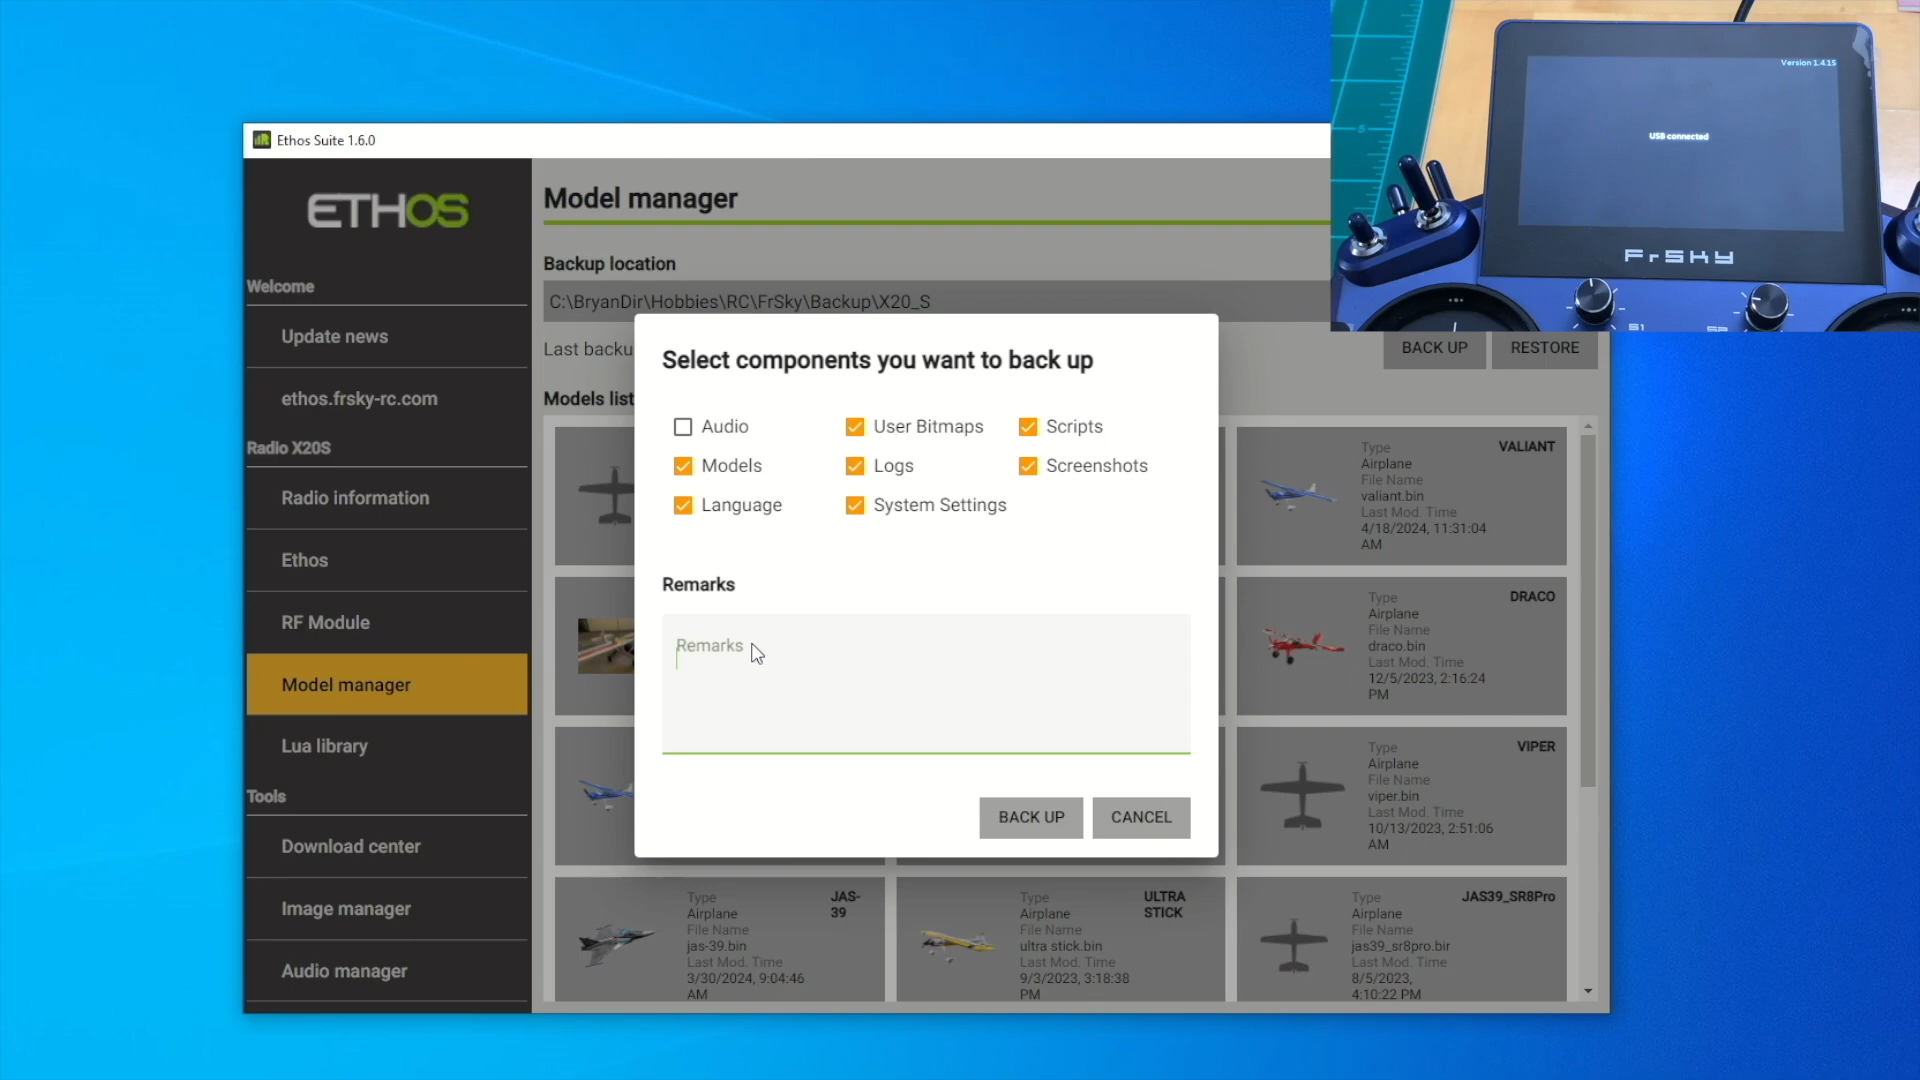 Ethos Suite 1.6.0
ETHOS
Welcome
Update news
ethos.frsky-rc.com
Radio X20S
Radio information
Ethos
RF Module
Model manager
Lua library
Tools
Download center
Image manager
Audio manager
Model manager
Backup location
C:\BryanDir\Hobbies\RC\FrSky\Backup\X20_S
Last backu
BACK UP
RESTORE
Models list
Select components you want to back up
Audio
User Bitmaps
Scripts
Models
Logs
Screenshots
Language
System Settings
Remarks
Remarks
BACK UP
CANCEL
Type
VALIANT
Airplane
File Name
valiant.bin
Last Mod. Time
4/18/2024, 11:31:04
AM
Type
DRACO
Airplane
File Name
draco.bin
Last Mod. Time
12/5/2023, 2:16:24
PM
Type
VIPER
Airplane
File Name
viper.bin
Last Mod. Time
10/13/2023, 2:51:06
AM
Type
JAS-
39
Airplane
File Name
jas-39.bin
Last Mod. Time
3/30/2024, 9:04:46
AM
Type
ULTRA
STICK
Airplane
File Name
ultra stick.bin
Last Mod. Time
9/3/2023, 3:18:38
PM
Type
JAS39_SR8Pro
Airplane
File Name
jas39_sr8pro.bir
Last Mod. Time
8/5/2023,
4:10:22 PM
Version 1.4.15
USB connected
FrSKY
S1
S2